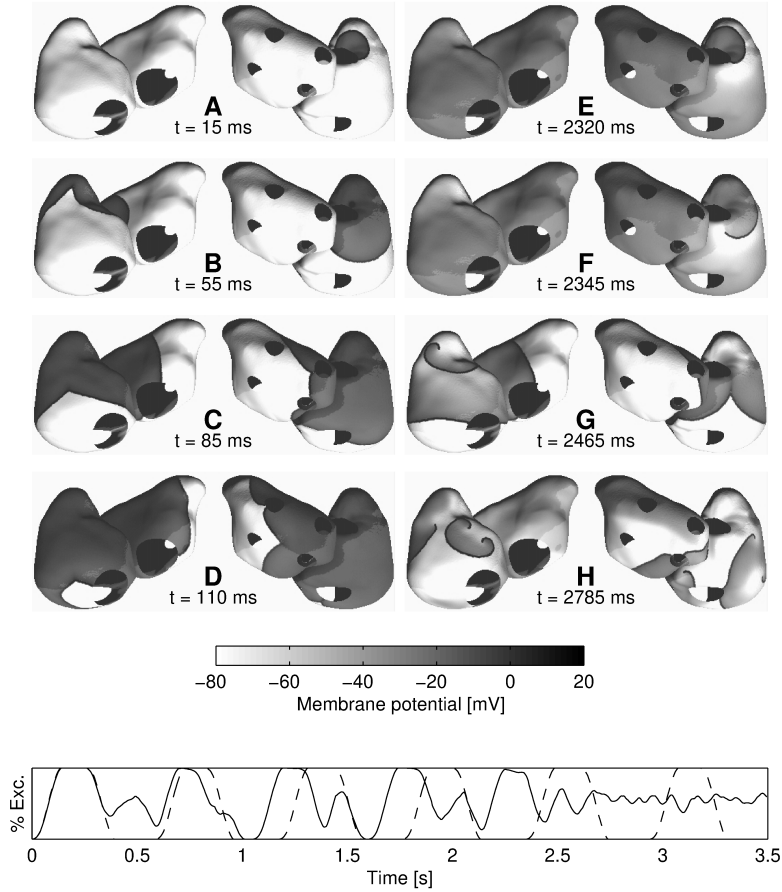 A
t = 15 ms
E
t = 2320 ms
B
t = 55 ms
F
t = 2345 ms
C
t = 85 ms
G
t = 2465 ms
D
t = 110 ms
H
t = 2785 ms
−80 −60 −40 −20 0 20
Membrane potential [mV]
% Exc.
0 0.5 1 1.5 2 2.5 3 3.5
Time [s]